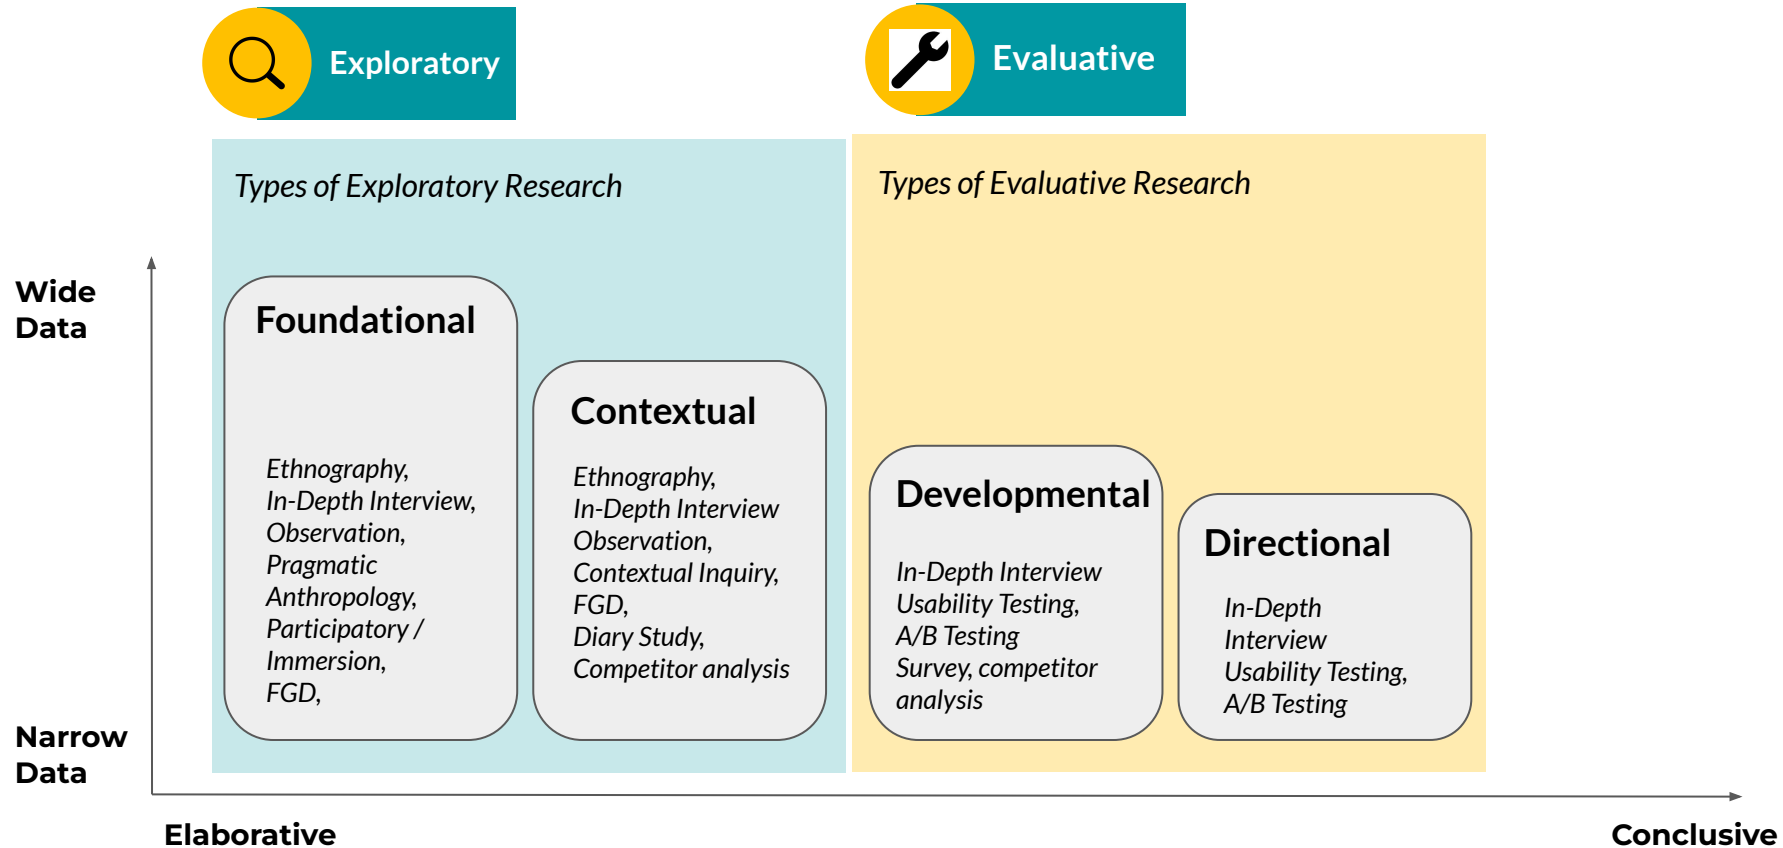 Exploratory
Evaluative
Types of Exploratory Research
Types of Evaluative Research
Wide
Data
Foundational
Ethnography,
In-Depth Interview,
Observation,
Pragmatic
Anthropology,
Participatory /
Immersion,
FGD,
Contextual
Ethnography,
In-Depth Interview
Observation,
Contextual Inquiry,
FGD,
Diary Study,
Competitor analysis
Developmental
In-Depth Interview
Usability Testing,
A/B Testing
Survey, competitor
analysis
Directional
In-Depth
Interview
Usability Testing,
A/B Testing
Narrow
Data
Elaborative
Conclusive